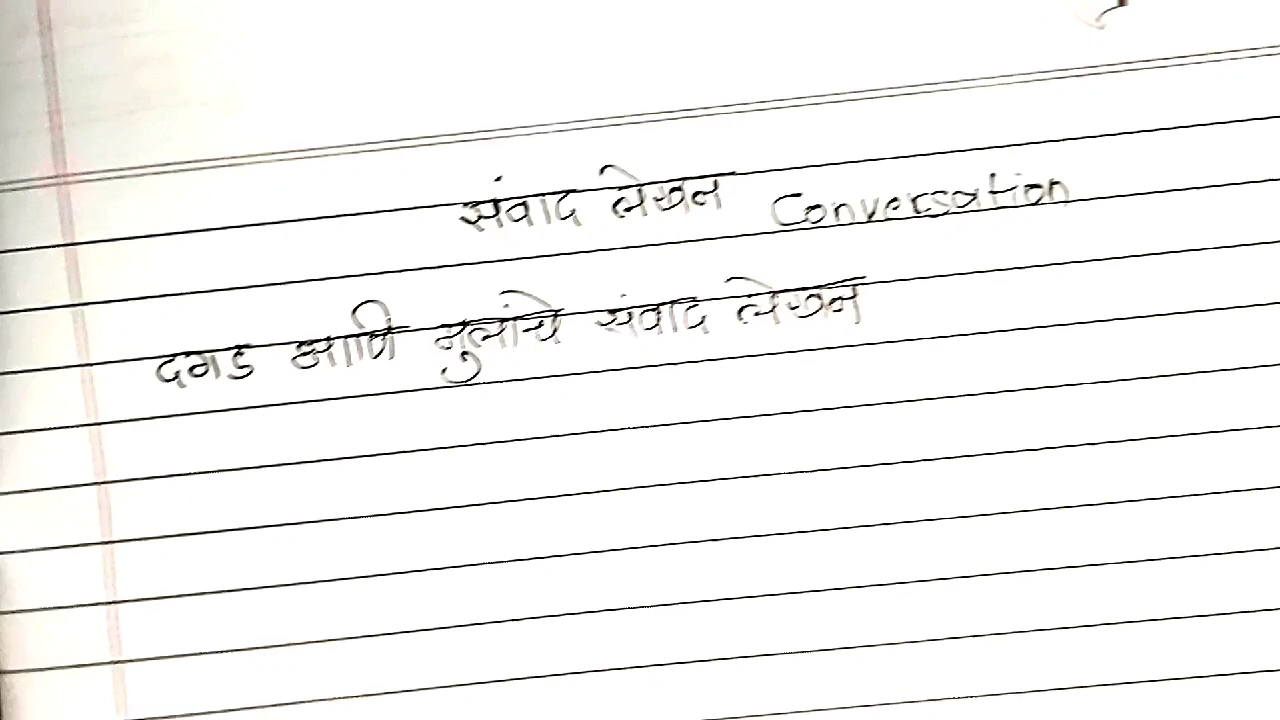 संवाद लेखन Conversation
दगड आणि मुलांचे संवाद लेखन